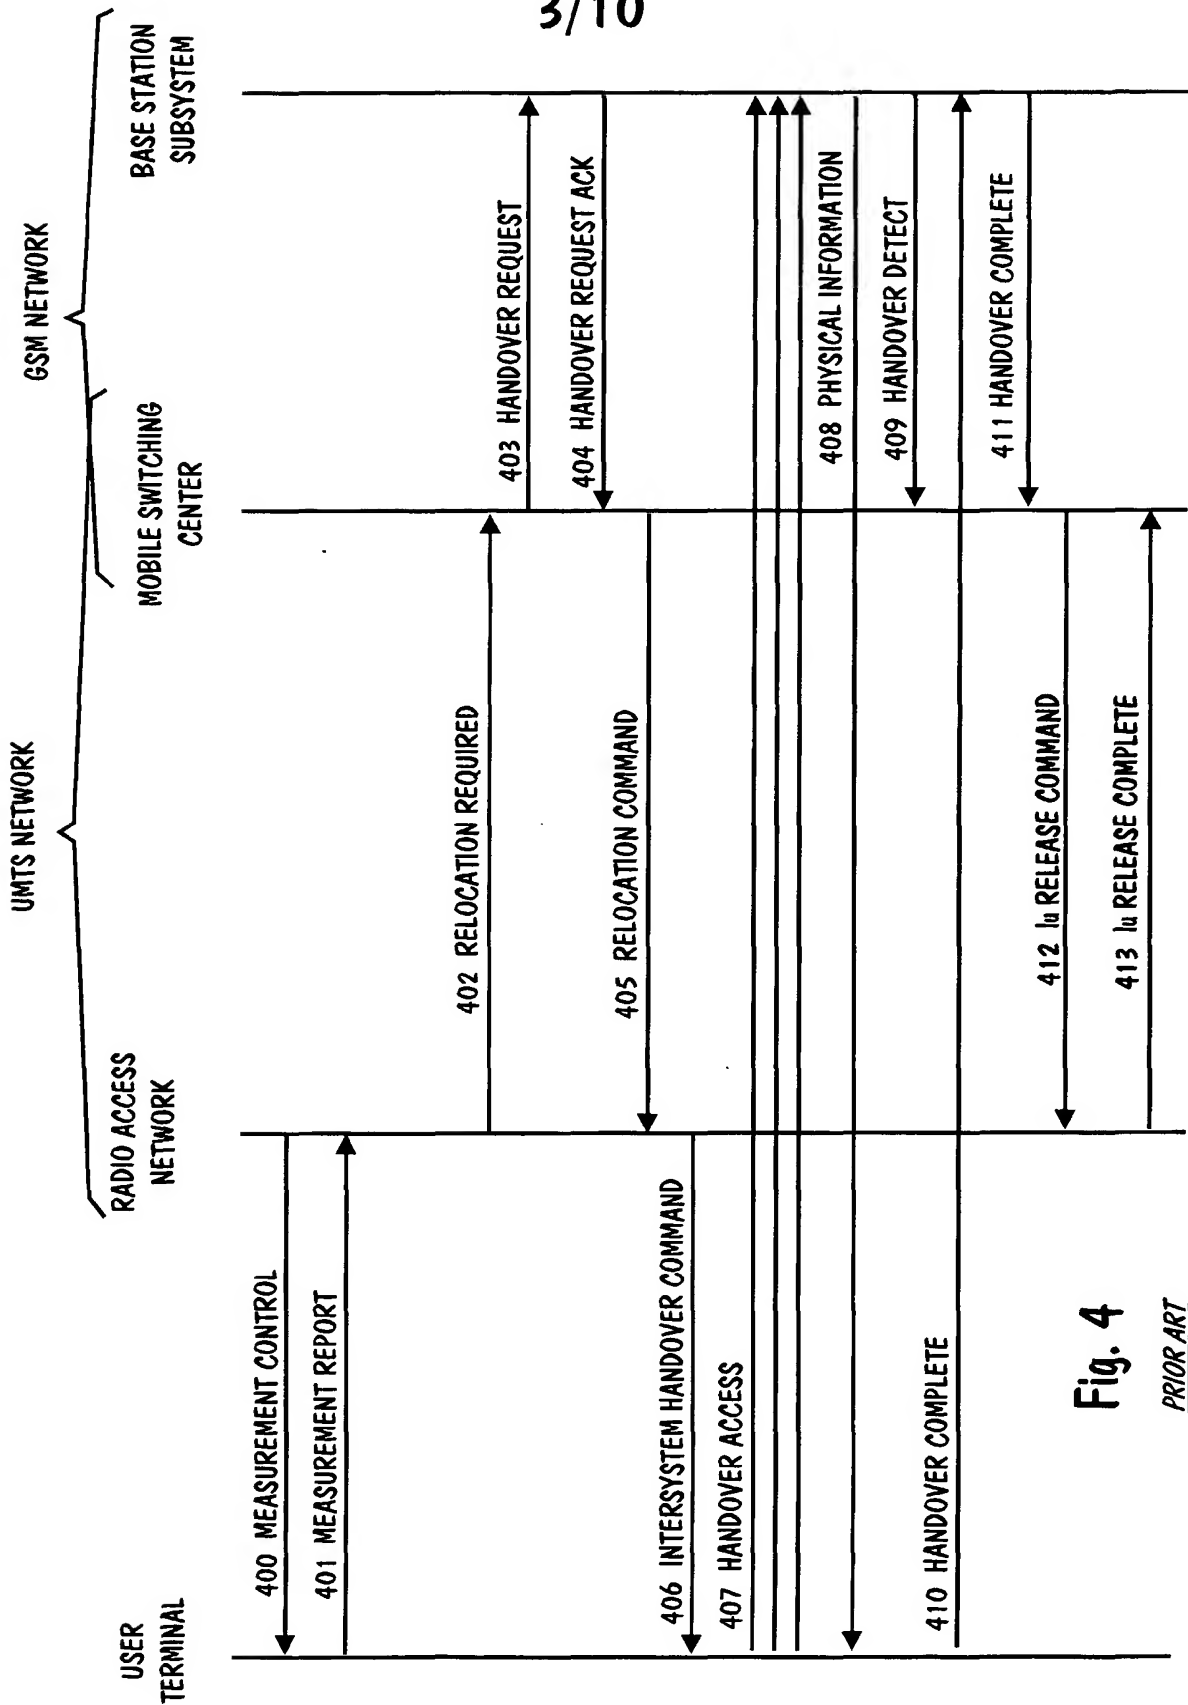 3/10
UMTS NETWORK
GSM NETWORK
USER
TERMINAL
RADIO ACCESS
NETWORK
MOBILE SWITCHING
CENTER
BASE STATION
SUBSYSTEM
400 MEASUREMENT CONTROL
401 MEASUREMENT REPORT
402 RELOCATION REQUIRED
403 HANDOVER REQUEST
404 HANDOVER REQUEST ACK
405 RELOCATION COMMAND
406 INTERSYSTEM HANDOVER COMMAND
407 HANDOVER ACCESS
408 PHYSICAL INFORMATION
409 HANDOVER DETECT
410 HANDOVER COMPLETE
411 HANDOVER COMPLETE
412 Iu RELEASE COMMAND
413 Iu RELEASE COMPLETE
Fig. 4
PRIOR ART